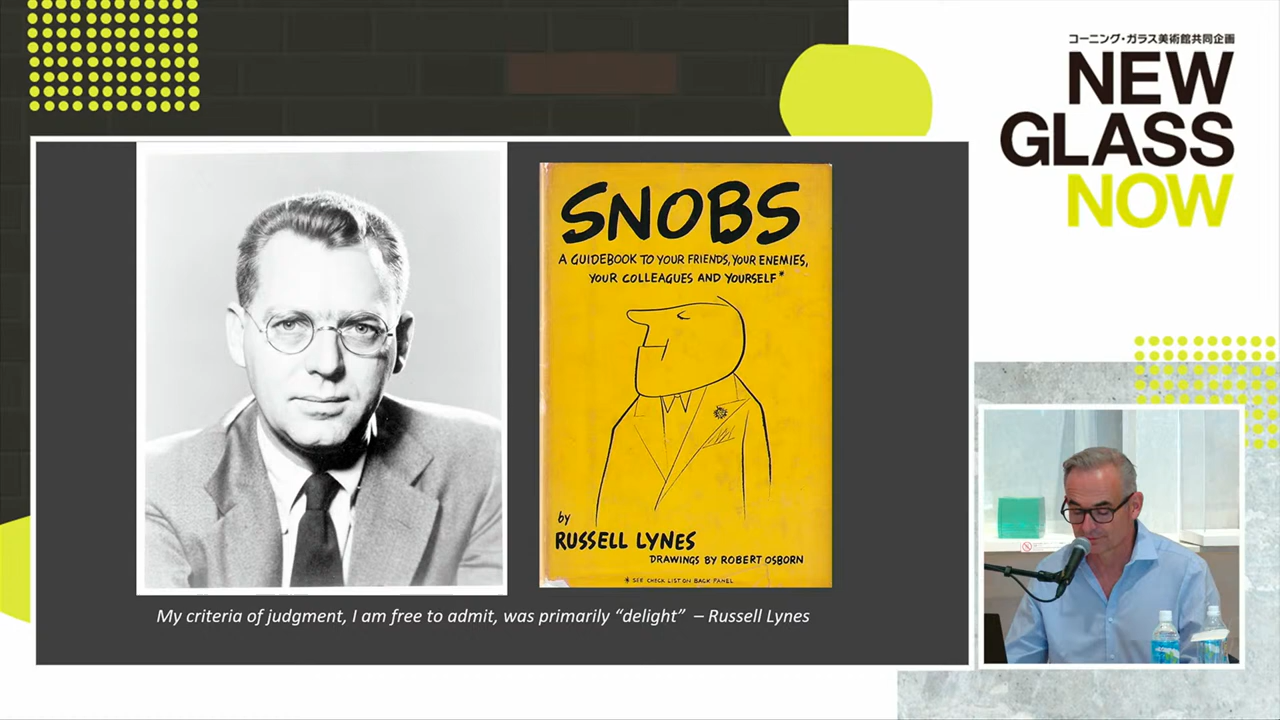 コーニング・ガラス美術館共同企画
NEW
GLASS
NOW
SNOBS
A GUIDEBOOK TO YOUR FRIENDS, YOUR ENEMIES,
YOUR COLLEAGUES AND YOURSELF*
by
RUSSELL LYNES
DRAWINGS BY ROBERT OSBORN
* SEE CHECK LIST ON BACK PANEL
My criteria of judgment, I am free to admit, was primarily “delight” – Russell Lynes